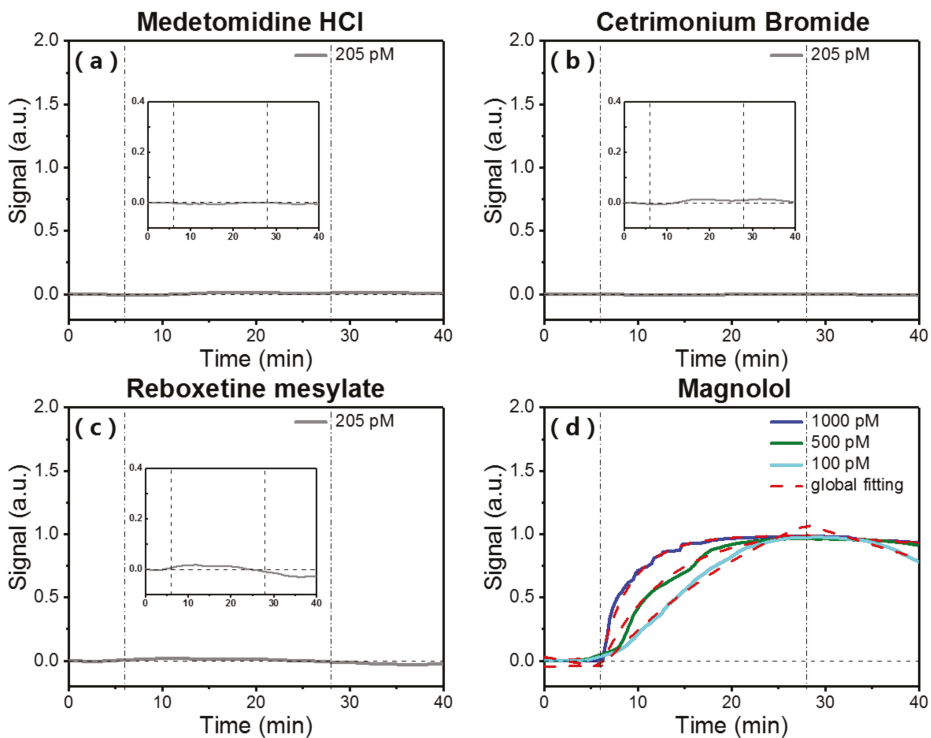 Medetomidine HCl
( a )
205 pM
Signal (a.u.)
2.0
1.5
1.0
0.5
0.0
0.4
0.2
0.0
0 10 20 30 40
0 10 20 30 40
Time (min)
Cetrimonium Bromide
( b )
205 pM
Signal (a.u.)
2.0
1.5
1.0
0.5
0.0
0.4
0.2
0.0
0 10 20 30 40
0 10 20 30 40
Time (min)
Reboxetine mesylate
( c )
205 pM
Signal (a.u.)
2.0
1.5
1.0
0.5
0.0
0.4
0.2
0.0
0 10 20 30 40
0 10 20 30 40
Time (min)
Magnolol
( d )
1000 pM
500 pM
100 pM
global fitting
Signal (a.u.)
2.0
1.5
1.0
0.5
0.0
0 10 20 30 40
Time (min)